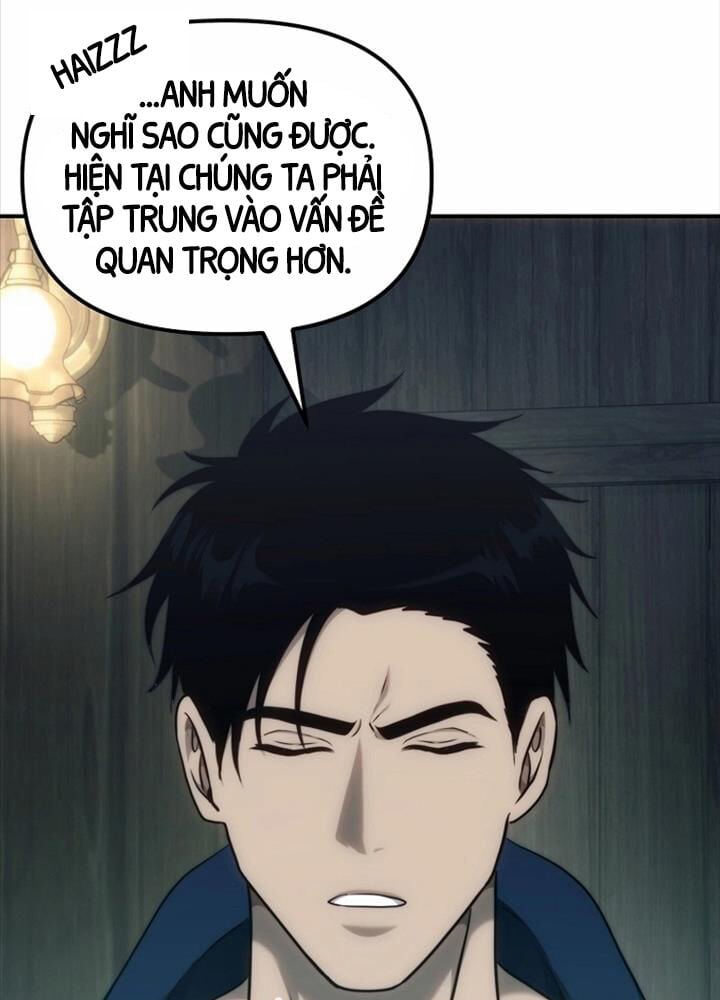 HAIZZZ
...ANH MUỐN
NGHĨ SAO CŨNG ĐƯỢC.
HIỆN TẠI CHÚNG TA PHẢI
TẬP TRUNG VÀO VẤN ĐỀ
QUAN TRỌNG HƠN.